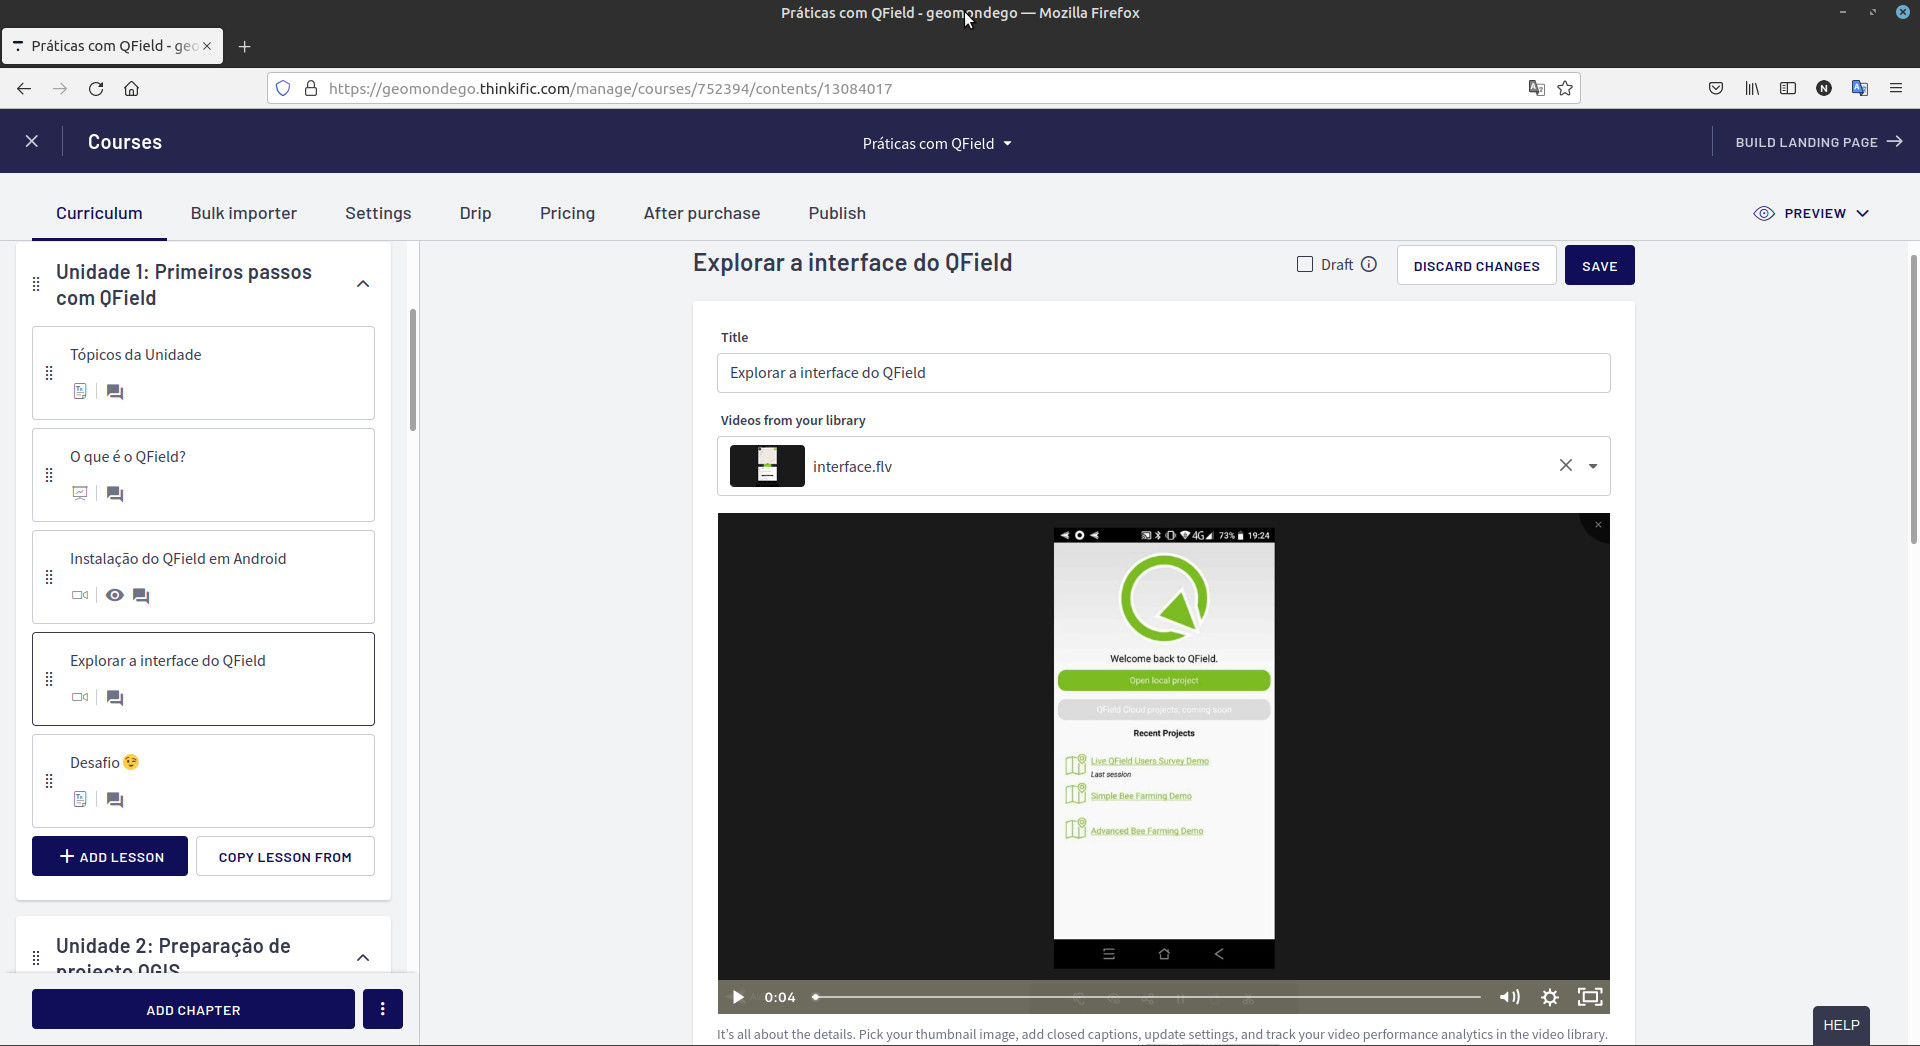 Práticas com QField - geomondego — Mozilla Firefox
Práticas com QField - geo
https://geomondego.thinkific.com/manage/courses/752394/contents/13084017
N
Courses
Práticas com QField
BUILD LANDING PAGE
Curriculum
Bulk importer
Settings
Drip
Pricing
After purchase
Publish
PREVIEW
Unidade 1: Primeiros passos
com QField
Tópicos da Unidade
O que é o QField?
Instalação do QField em Android
Explorar a interface do QField
Desafio 😉
ADD LESSON
COPY LESSON FROM
Unidade 2: Preparação de
projecto QGIS
ADD CHAPTER
Explorar a interface do QField
Draft
DISCARD CHANGES
SAVE
Title
Explorar a interface do QField
Videos from your library
interface.flv
4G 73% 19:24
Welcome back to QField.
Open local project
QField Cloud projects, coming soon
Recent Projects
Live QField Users Survey Demo
Last session
Simple Bee Farming Demo
Advanced Bee Farming Demo
0:04
It's all about the details. Pick your thumbnail image, add closed captions, update settings, and track your video performance analytics in the video library.
HELP